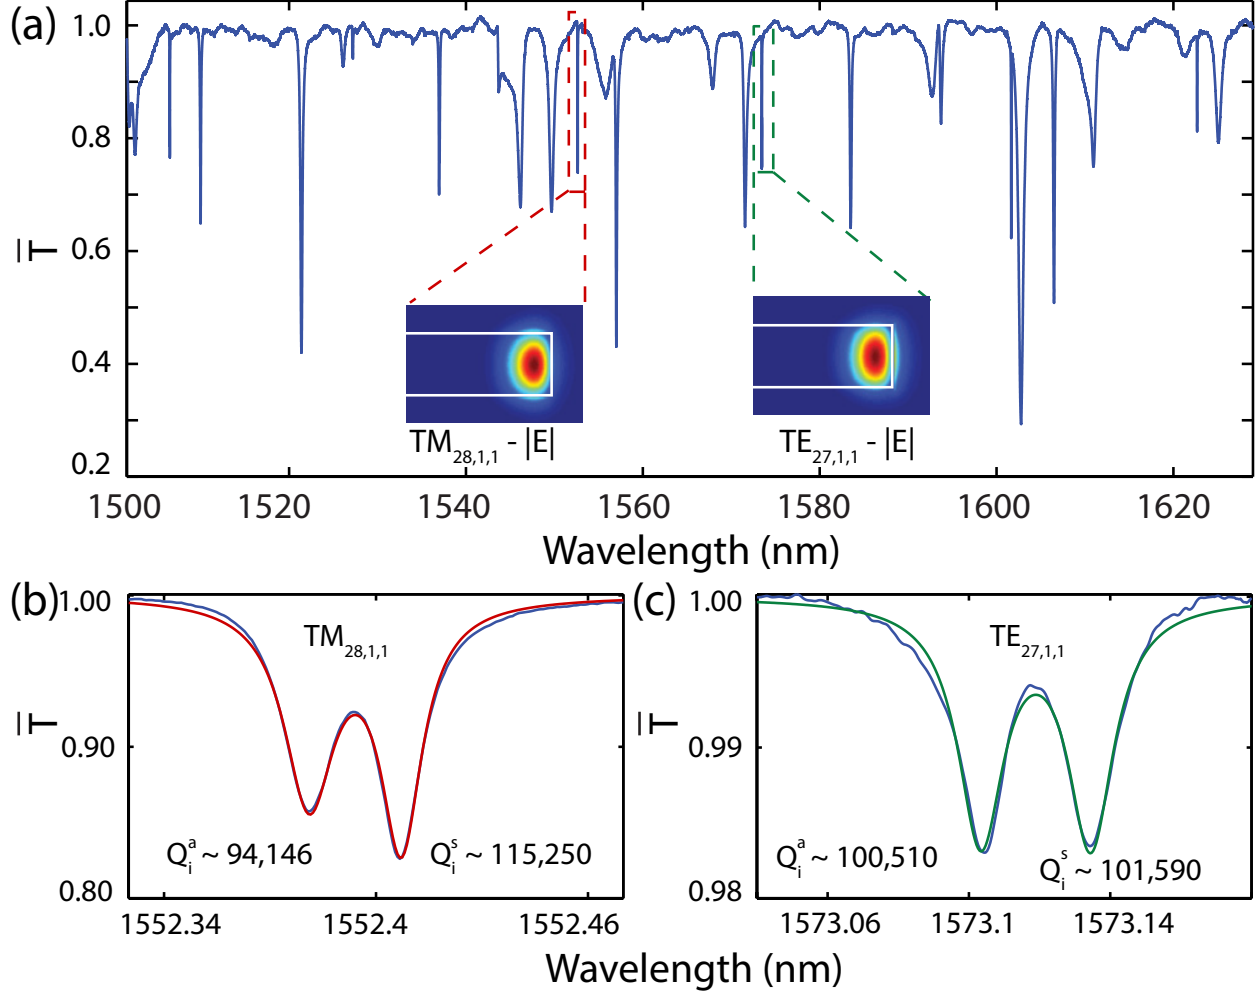 (a)
1.0
0.8
0.6
0.4
0.2
T
TM28,1,1 - |E|
TE27,1,1 - |E|
1500 1520 1540 1560 1580 1600 1620
Wavelength (nm)
(b)
1.00
0.90
0.80
T
TM28,1,1
Qia ~ 94,146
Qis ~ 115,250
1552.34 1552.4 1552.46
(c)
1.00
0.99
0.98
T
TE27,1,1
Qia ~ 100,510
Qis ~ 101,590
1573.06 1573.1 1573.14
Wavelength (nm)